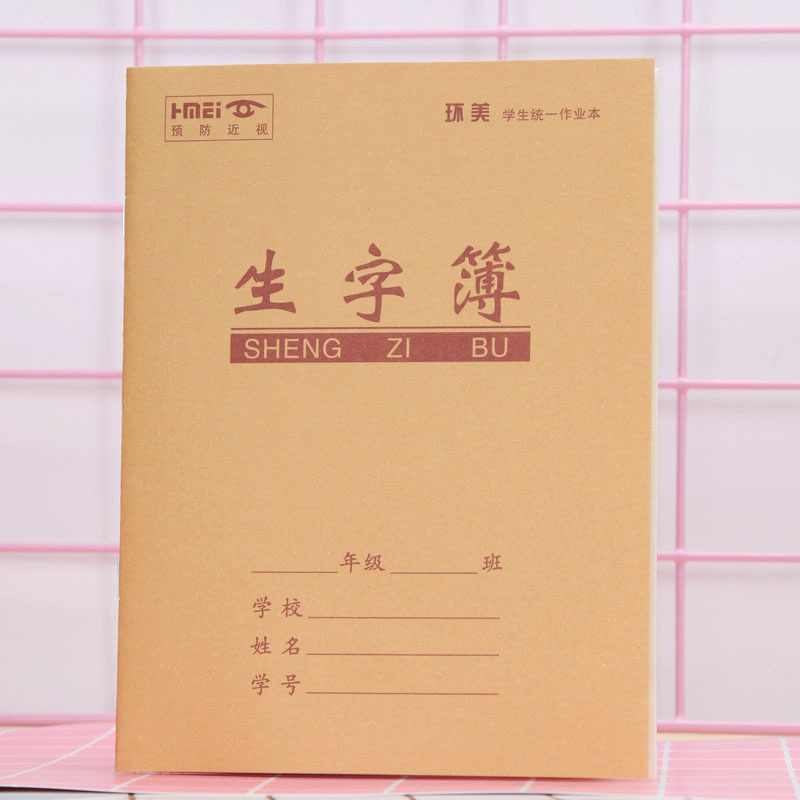 HMEi
预防近视
环美 学生统一作业本
生字簿
SHENG ZI BU
年级 班
学校
姓名
学号